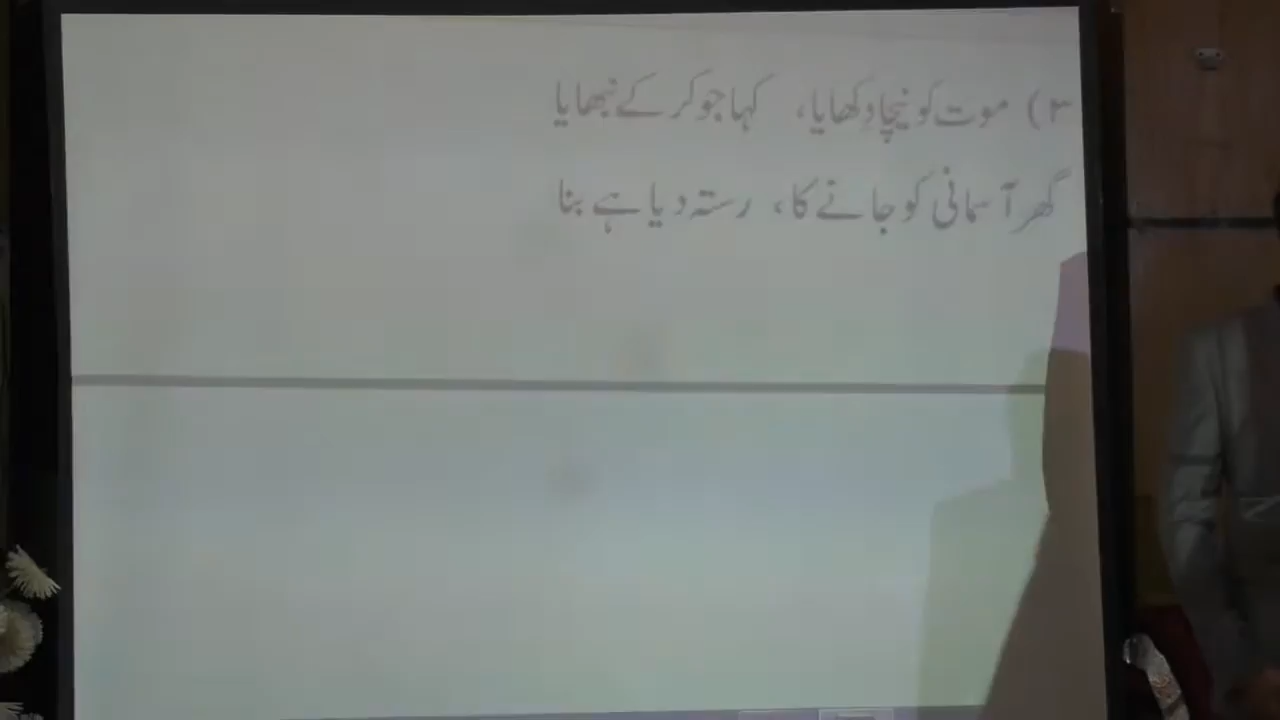 ۳) موت کو نیچا دکھایا، کہا جو کر کے نبھایا
گھر آسمانی کو جانے کا، رستہ دیا ہے بنا